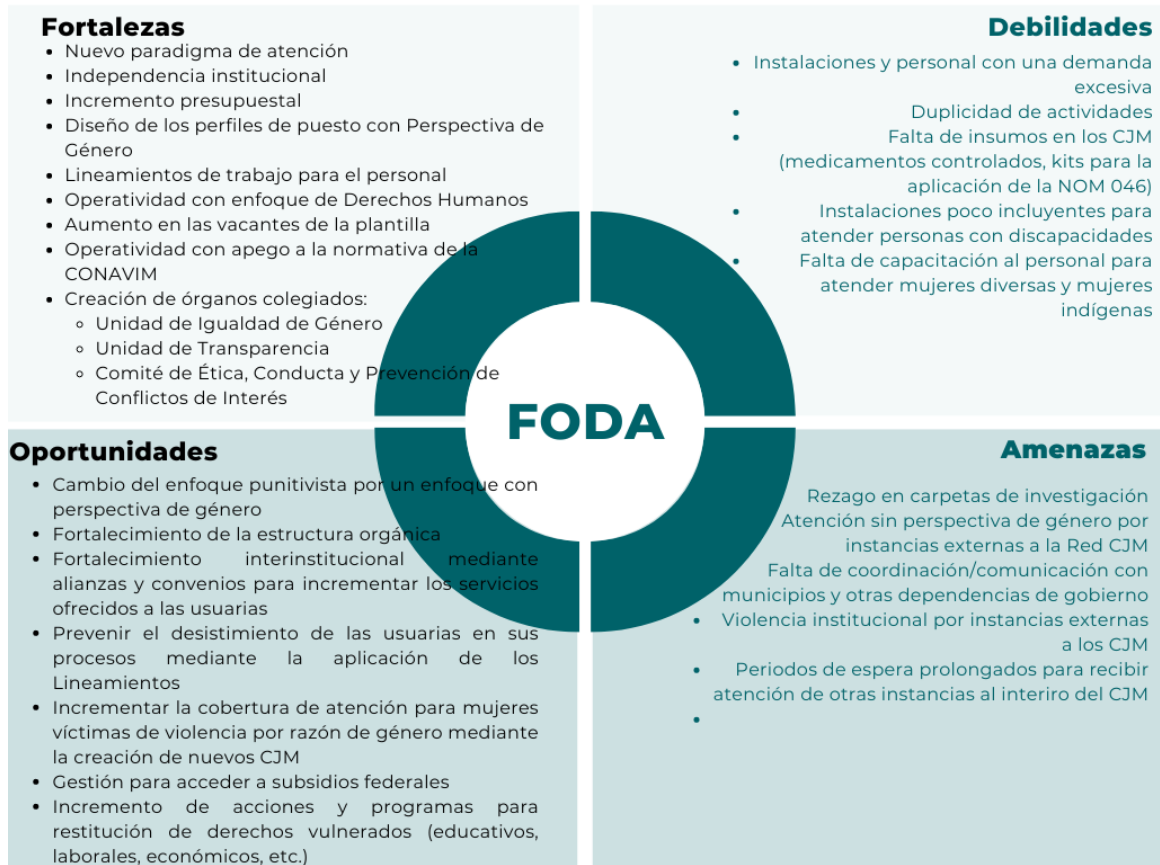 Fortalezas
• Nuevo paradigma de atención
• Independencia institucional
• Incremento presupuestal
• Diseño de los perfiles de puesto con Perspectiva de
Género
• Lineamientos de trabajo para el personal
• Operatividad con enfoque de Derechos Humanos
• Aumento en las vacantes de la plantilla
• Operatividad con apego a la normativa de la
CONAVIM
• Creación de órganos colegiados:
◦ Unidad de Igualdad de Género
◦ Unidad de Transparencia
◦ Comité de Ética, Conducta y Prevención de
Conflictos de Interés
Debilidades
• Instalaciones y personal con una demanda
excesiva
• Duplicidad de actividades
• Falta de insumos en los CJM
(medicamentos controlados, kits para la
aplicación de la NOM 046)
• Instalaciones poco incluyentes para
atender personas con discapacidades
• Falta de capacitación al personal para
atender mujeres diversas y mujeres
indígenas
FODA
Oportunidades
• Cambio del enfoque punitivista por un enfoque con
perspectiva de género
• Fortalecimiento de la estructura orgánica
• Fortalecimiento interinstitucional mediante
alianzas y convenios para incrementar los servicios
ofrecidos a las usuarias
• Prevenir el desistimiento de las usuarias en sus
procesos mediante la aplicación de los
Lineamientos
• Incrementar la cobertura de atención para mujeres
víctimas de violencia por razón de género mediante
la creación de nuevos CJM
• Gestión para acceder a subsidios federales
• Incremento de acciones y programas para
restitución de derechos vulnerados (educativos,
laborales, económicos, etc.)
Amenazas
Rezago en carpetas de investigación
Atención sin perspectiva de género por
instancias externas a la Red CJM
Falta de coordinación/comunicación con
municipios y otras dependencias de gobierno
• Violencia institucional por instancias externas
a los CJM
• Periodos de espera prolongados para recibir
atención de otras instancias al interiro del CJM
•